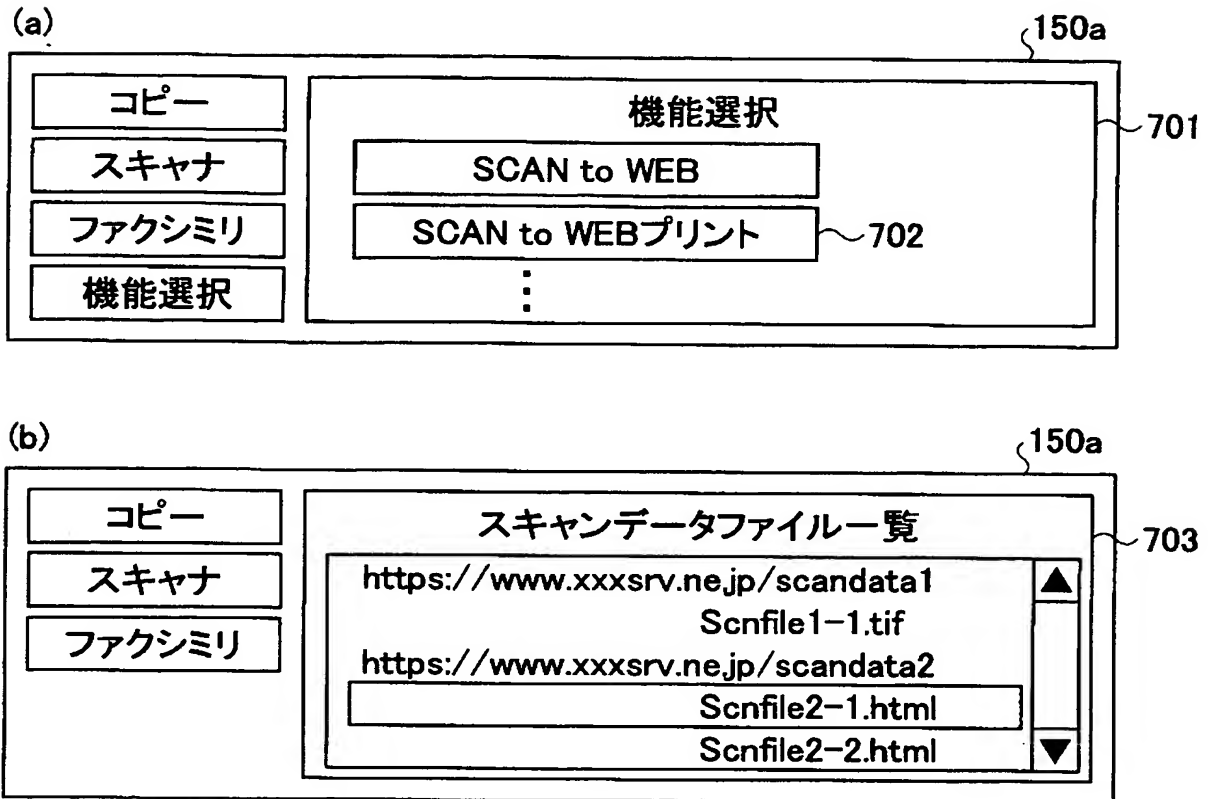 (a)
150a
コピー
スキャナ
ファクシミリ
機能選択
機能選択
701
SCAN to WEB
SCAN to WEBプリント
702
(b)
150a
コピー
スキャナ
ファクシミリ
スキャンデータファイル一覧
703
https://www.xxxsrv.ne.jp/scandata1
Scnfile1-1.tif
https://www.xxxsrv.ne.jp/scandata2
Scnfile2-1.html
Scnfile2-2.html